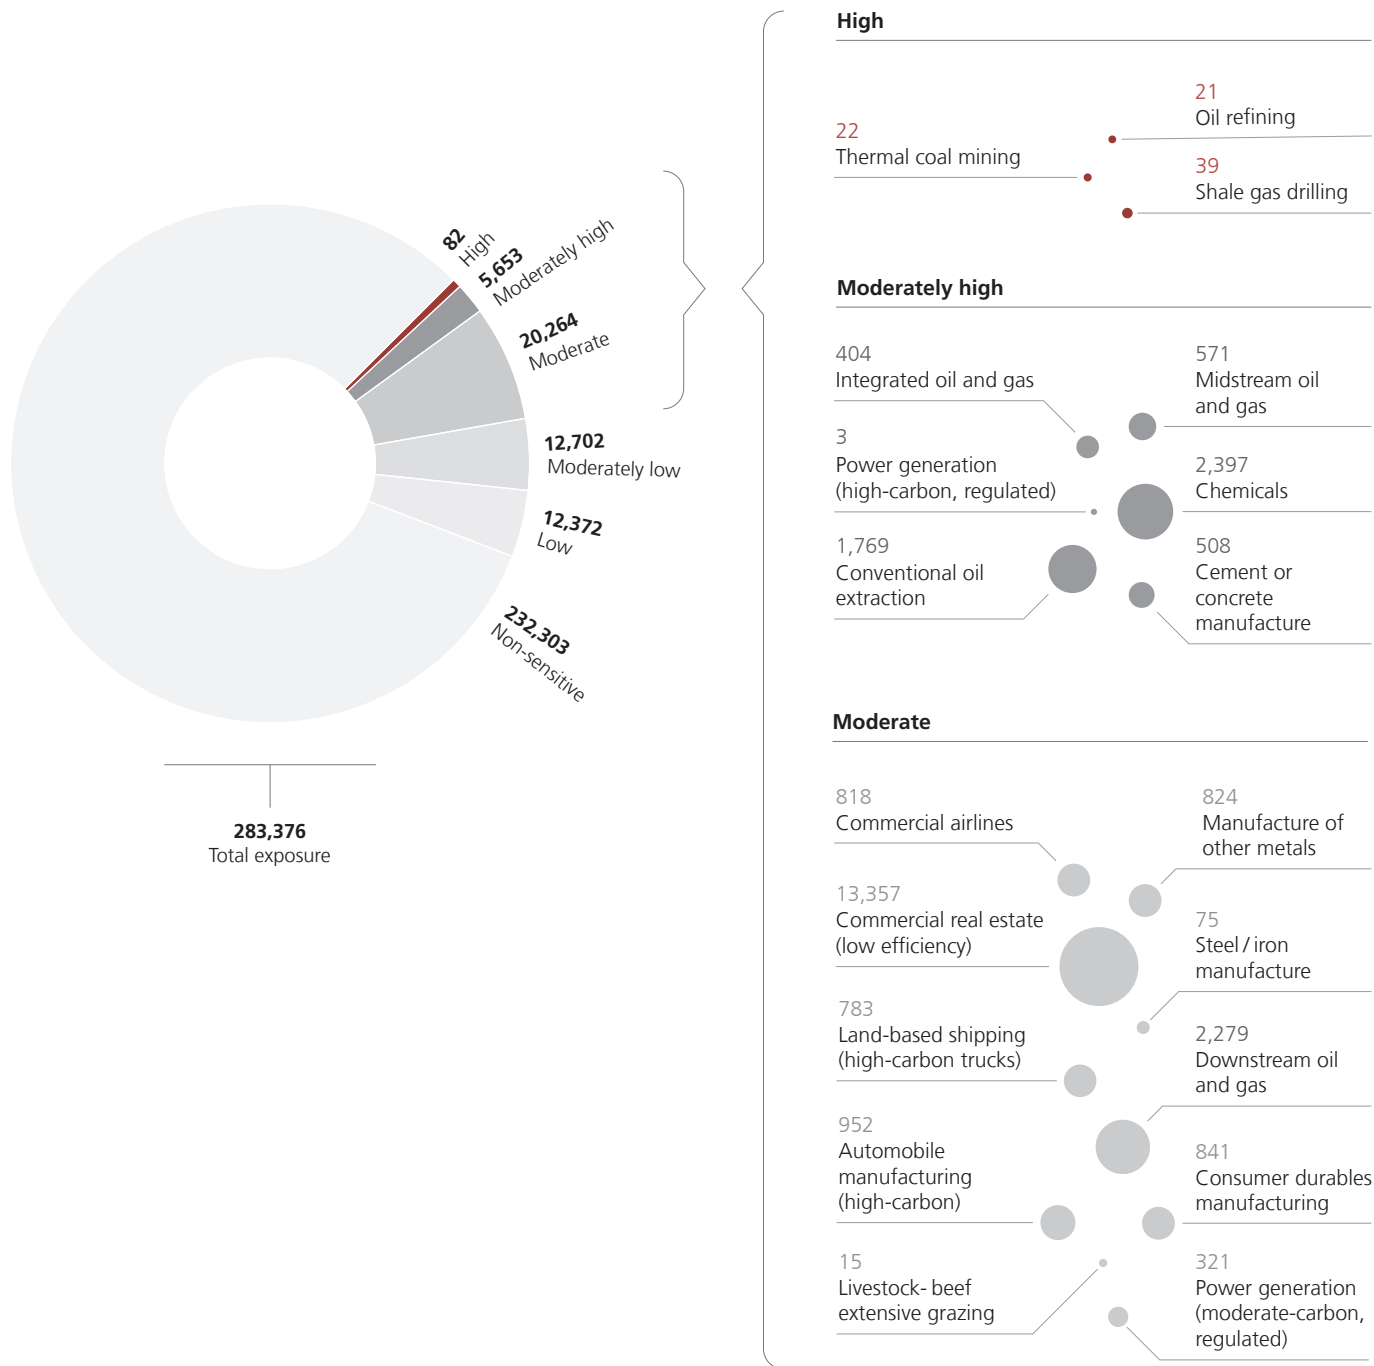 82
High
5,653
Moderately high
20,264
Moderate
12,702
Moderately low
12,372
Low
232,303
Non-sensitive
283,376
Total exposure
High
22
Thermal coal mining
21
Oil refining
39
Shale gas drilling
Moderately high
404
Integrated oil and gas
3
Power generation
(high-carbon, regulated)
1,769
Conventional oil
extraction
571
Midstream oil
and gas
2,397
Chemicals
508
Cement or
concrete
manufacture
Moderate
818
Commercial airlines
13,357
Commercial real estate
(low efficiency)
783
Land-based shipping
(high-carbon trucks)
952
Automobile
manufacturing
(high-carbon)
15
Livestock- beef
extensive grazing
824
Manufacture of
other metals
75
Steel / iron
manufacture
2,279
Downstream oil
and gas
841
Consumer durables
manufacturing
321
Power generation
(moderate-carbon,
regulated)